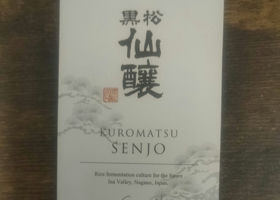 黒松
仙醸
KUROMATSU
SENJO
Rice fermentation culture for the future
Ina Valley, Nagano, Japan.